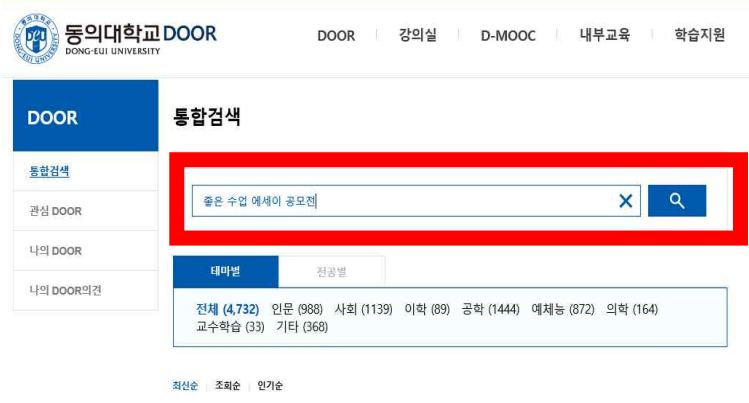 동의대학교 DOOR
DONG-EUI UNIVERSITY
DOOR 강의실 D-MOOC 내부교육 학습지원
DOOR
통합검색
관심 DOOR
나의 DOOR
나의 DOOR의견
통합검색
좋은 수업 에세이 공모전
테마별 전공별
전체 (4,732) 인문 (988) 사회 (1139) 이학 (89) 공학 (1444) 예체능 (872) 의학 (164)
교수학습 (33) 기타 (368)
최신순 조회순 인기순